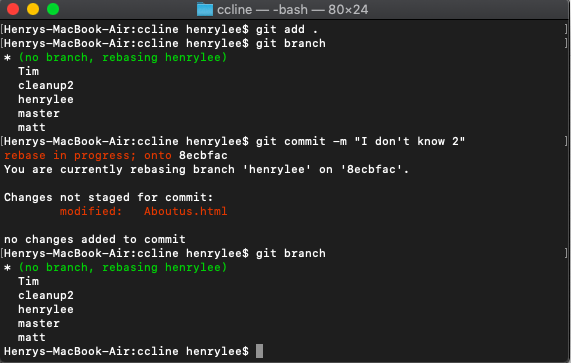 ccline — -bash — 80×24
[Henrys-MacBook-Air:ccline henrylee$ git add . ]
[Henrys-MacBook-Air:ccline henrylee$ git branch ]
* (no branch, rebasing henrylee)
Tim
cleanup2
henrylee
master
matt
[Henrys-MacBook-Air:ccline henrylee$ git commit -m "I don't know 2" ]
rebase in progress; onto 8ecbfac
You are currently rebasing branch 'henrylee' on '8ecbfac'.
Changes not staged for commit:
modified: Aboutus.html
no changes added to commit
[Henrys-MacBook-Air:ccline henrylee$ git branch ]
* (no branch, rebasing henrylee)
Tim
cleanup2
henrylee
master
matt
Henrys-MacBook-Air:ccline henrylee$